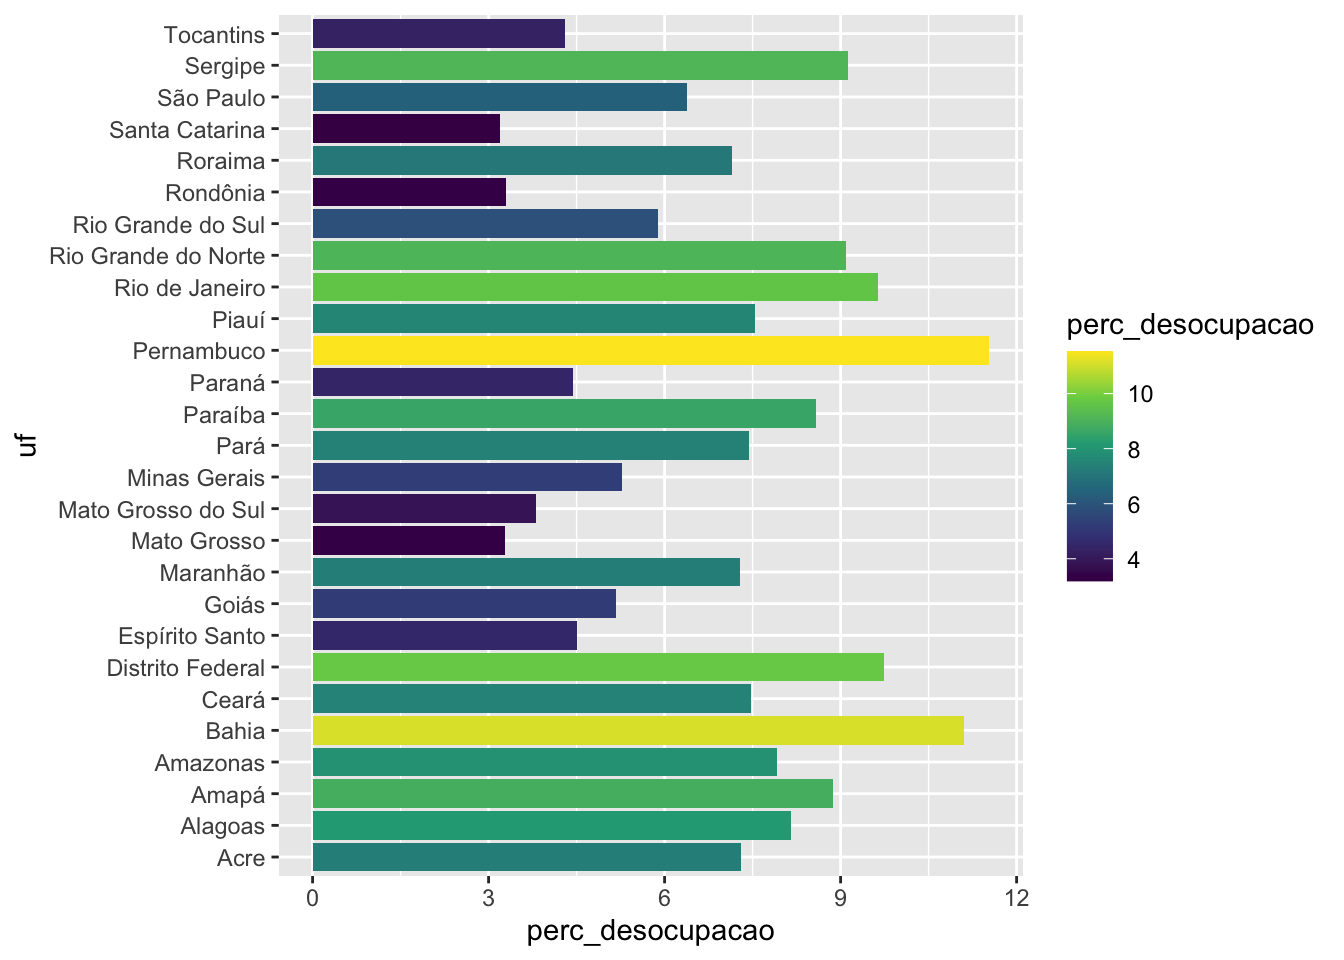 Tocantins
Sergipe
São Paulo
Santa Catarina
Roraima
Rondônia
Rio Grande do Sul
Rio Grande do Norte
Rio de Janeiro
Piauí
Pernambuco
Paraná
Paraíba
Pará
Minas Gerais
Mato Grosso do Sul
Mato Grosso
Maranhão
Goiás
Espírito Santo
Distrito Federal
Ceará
Bahia
Amazonas
Amapá
Alagoas
Acre
uf
0 3 6 9 12
perc_desocupacao
perc_desocupacao
10
8
6
4